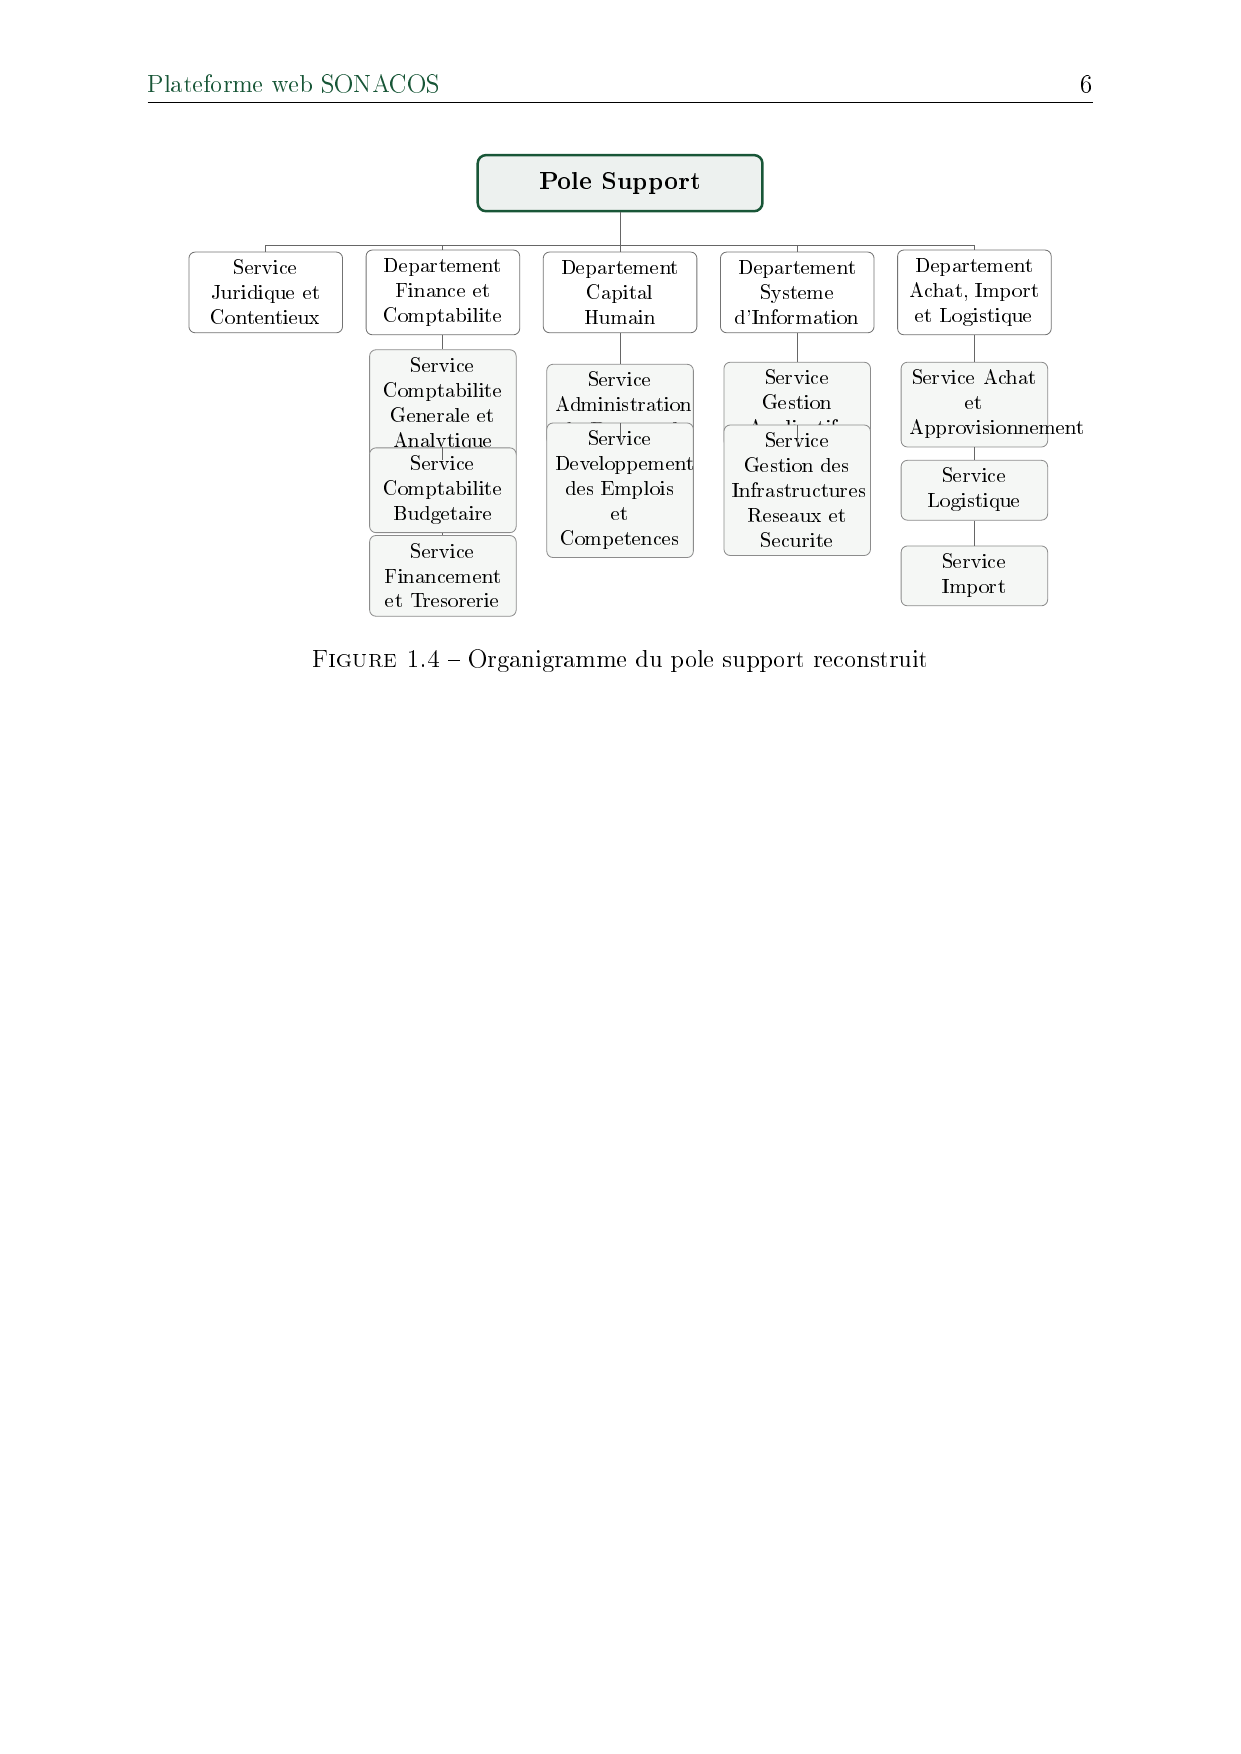 Plateforme web SONACOS 6
Pole Support
Service
Juridique et
Contentieux
Departement
Finance et
Comptabilite
Departement
Capital
Humain
Departement
Systeme
d'Information
Departement
Achat, Import
et Logistique
Service
Comptabilite
Generale et
Analytique
Service
Comptabilite
Budgetaire
Service
Financement
et Tresorerie
Service
Administration
Service
Developpement
des Emplois
et
Competences
Service
Gestion
Service
Gestion des
Infrastructures
Reseaux et
Securite
Service Achat
et
Approvisionnement
Service
Logistique
Service
Import
FIGURE 1.4 – Organigramme du pole support reconstruit